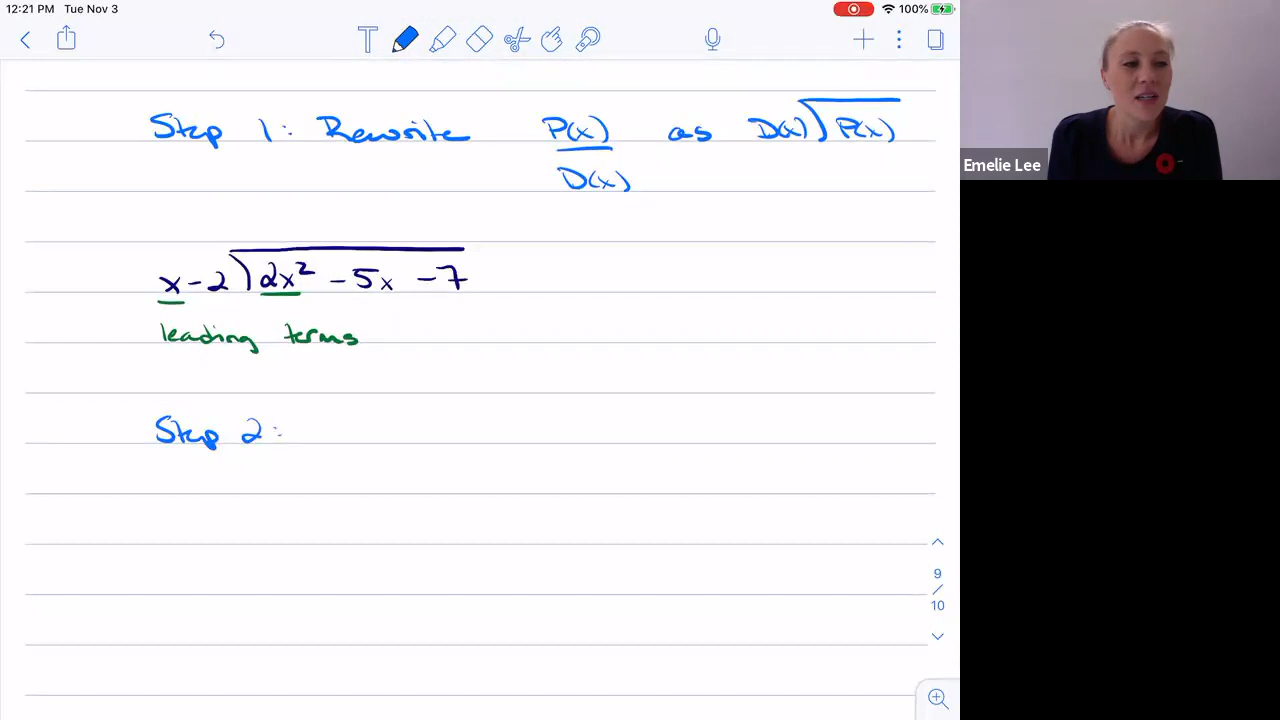 12:21 PM Tue Nov 3
100%
T
Step 1: Rewrite P(x) as D(x) P(x)
D(x)
Emelie Lee
x - 2 2x² - 5x - 7
leading terms
Step 2:
9
/
10